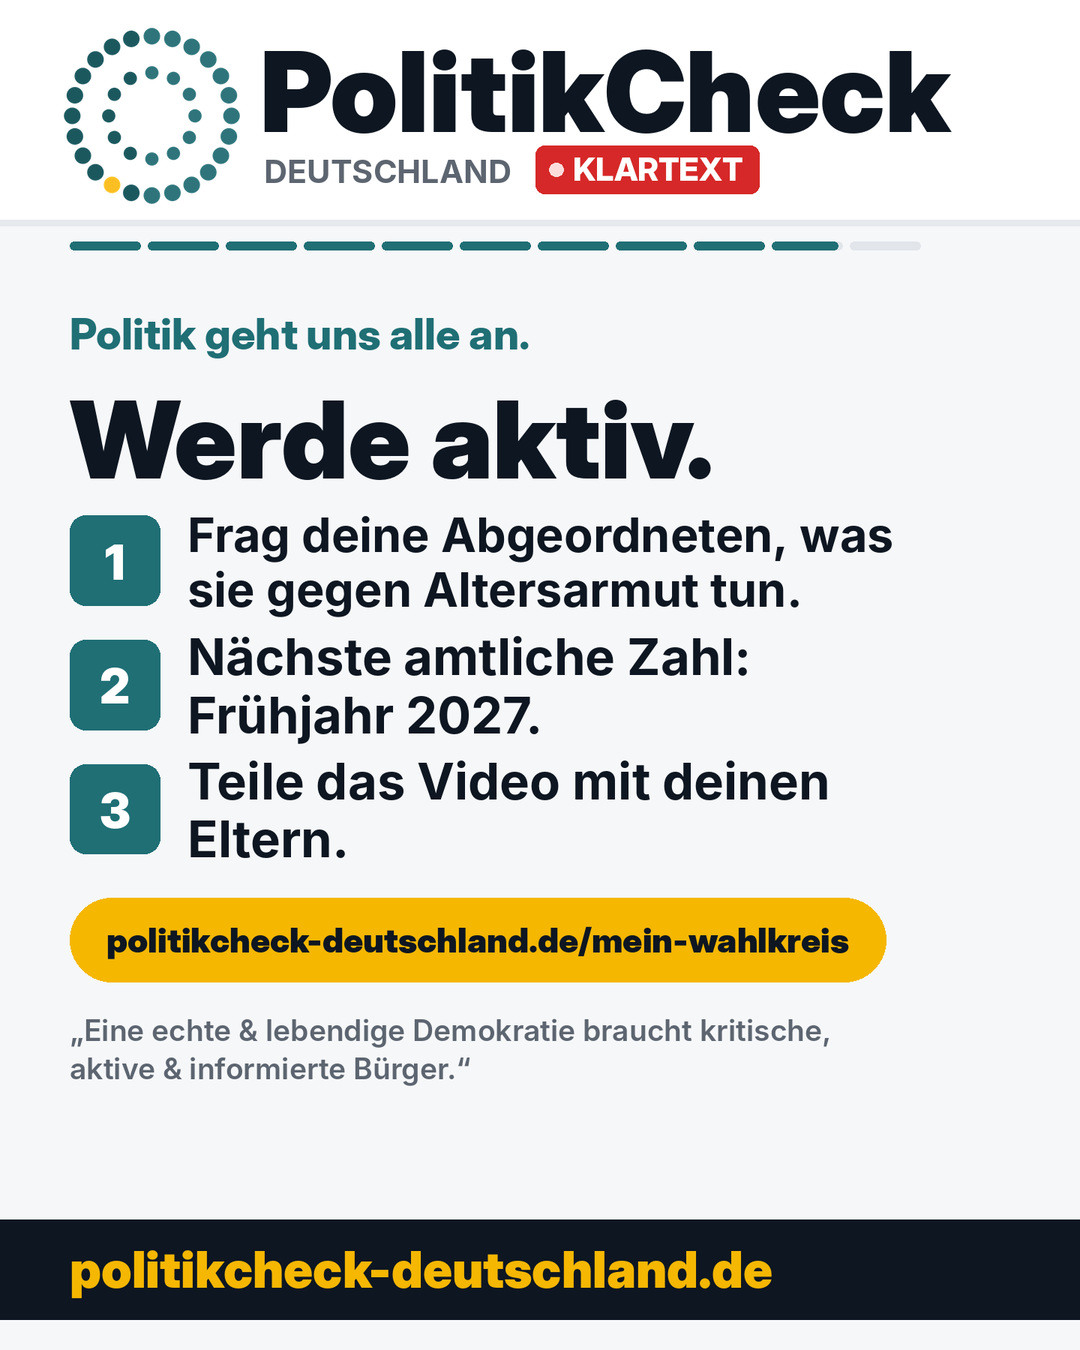 PolitikCheck
DEUTSCHLAND KLARTEXT
Politik geht uns alle an.
Werde aktiv.
1 Frag deine Abgeordneten, was
sie gegen Altersarmut tun.
2 Nächste amtliche Zahl:
Frühjahr 2027.
3 Teile das Video mit deinen
Eltern.
politikcheck-deutschland.de/mein-wahlkreis
„Eine echte & lebendige Demokratie braucht kritische,
aktive & informierte Bürger.“
politikcheck-deutschland.de